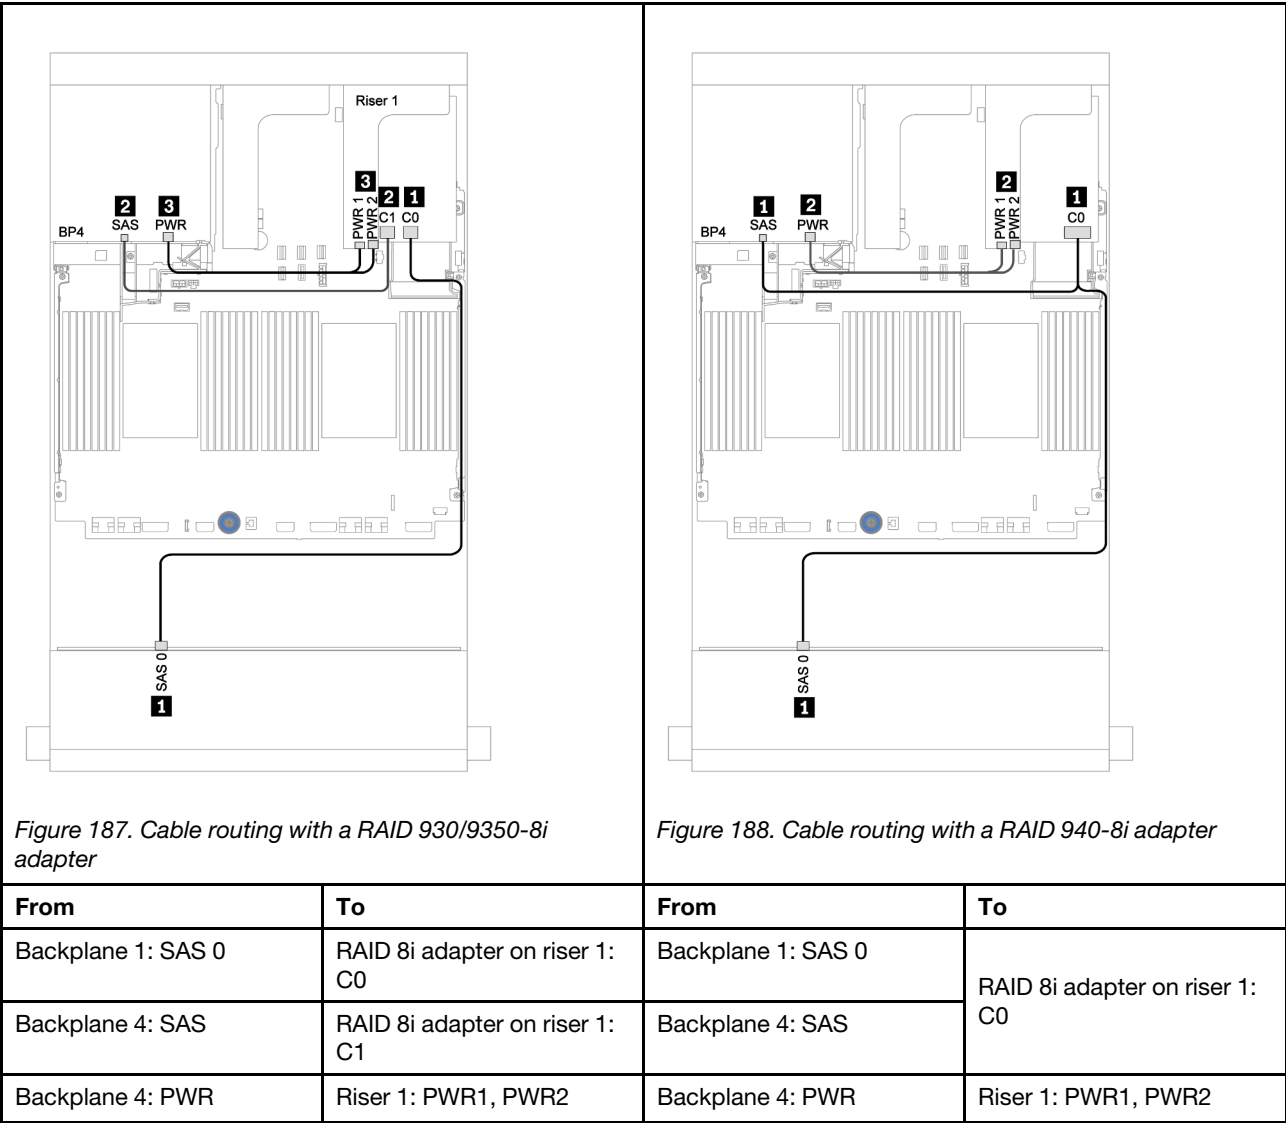 Riser 1
3
2
1
2
SAS
3
PWR
PWR 1
PWR 2
C1
C0
BP4
SAS 0
1
Figure 187. Cable routing with a RAID 930/9350-8i
adapter
2
1
1
SAS
2
PWR
PWR 1
PWR 2
C0
BP4
SAS 0
1
Figure 188. Cable routing with a RAID 940-8i adapter
From
To
From
To
Backplane 1: SAS 0
RAID 8i adapter on riser 1:
C0
Backplane 1: SAS 0
RAID 8i adapter on riser 1:
C0
Backplane 4: SAS
RAID 8i adapter on riser 1:
C1
Backplane 4: SAS
Backplane 4: PWR
Riser 1: PWR1, PWR2
Backplane 4: PWR
Riser 1: PWR1, PWR2